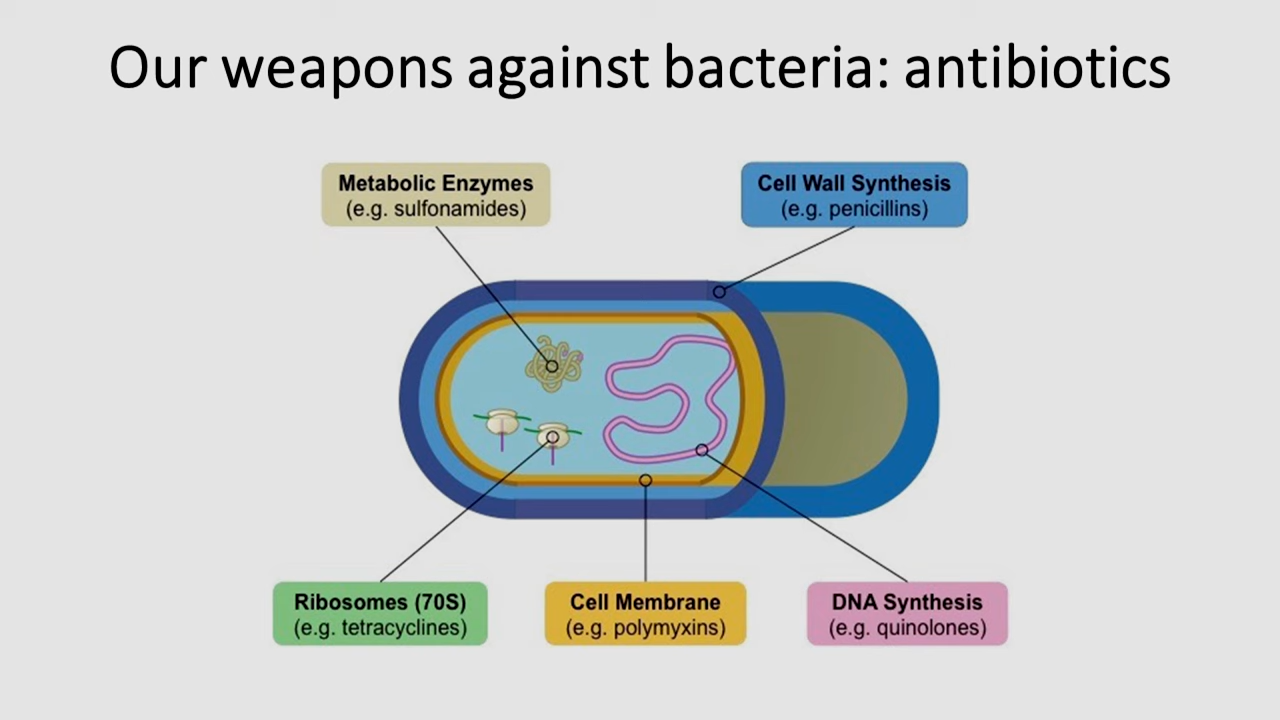 Our weapons against bacteria: antibiotics
Metabolic Enzymes
(e.g. sulfonamides)
Cell Wall Synthesis
(e.g. penicillins)
Ribosomes (70S)
(e.g. tetracyclines)
Cell Membrane
(e.g. polymyxins)
DNA Synthesis
(e.g. quinolones)